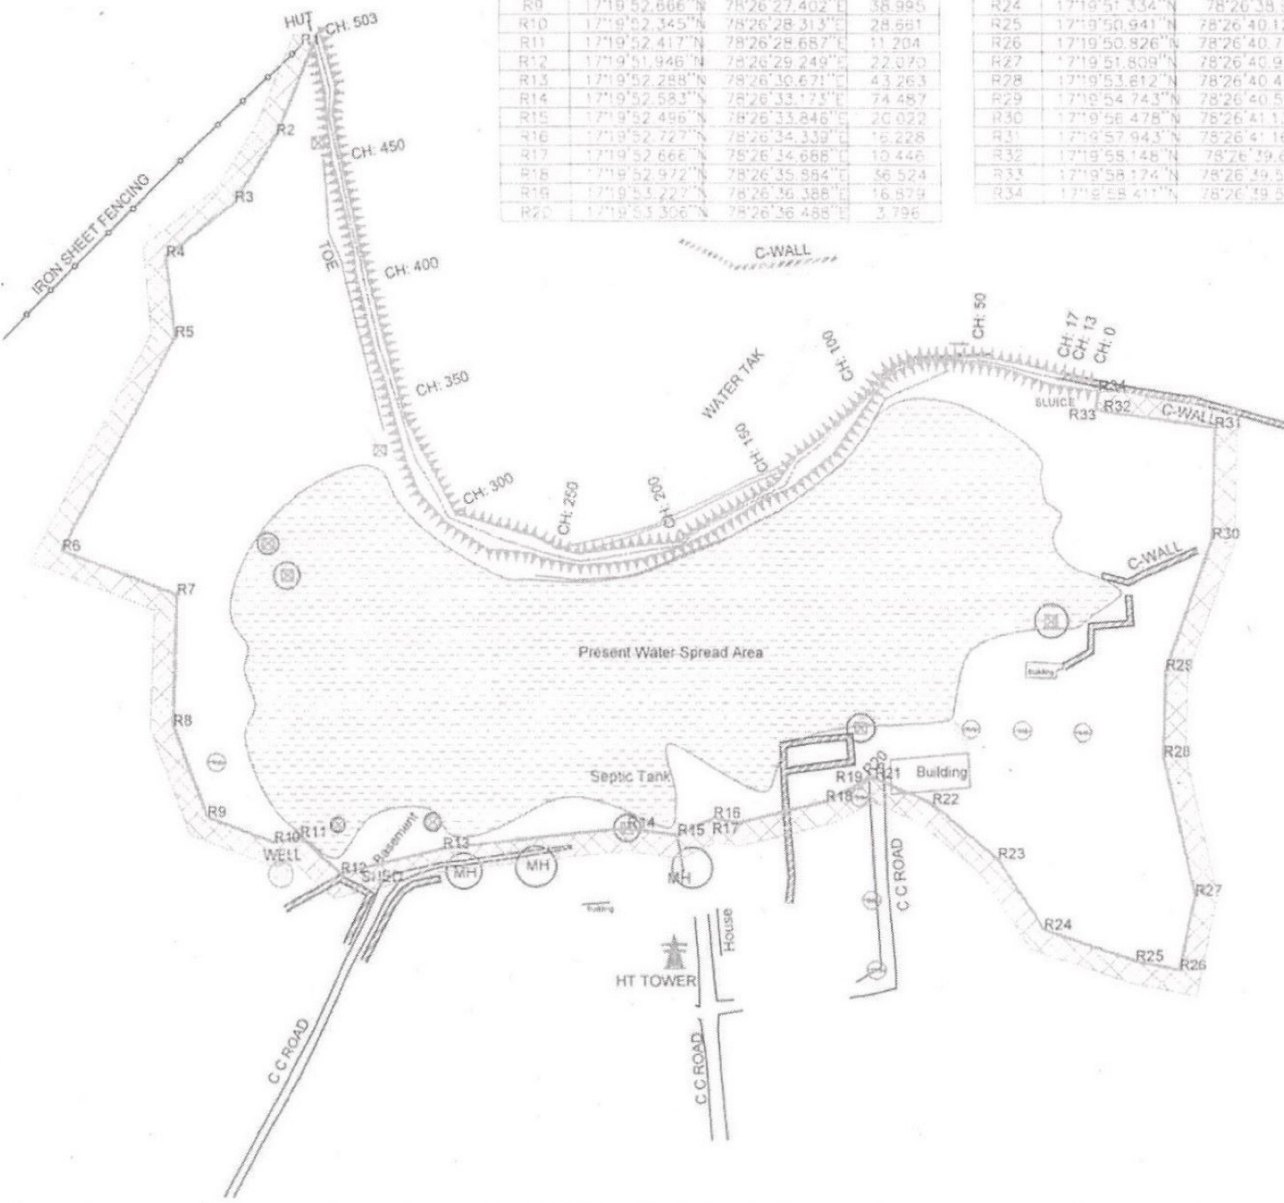 R9 17°19'52.666"N 78°26'27.402"E 38.995
R10 17°19'52.345"N 78°26'28.313"E 28.661
R11 17°19'52.417"N 78°26'28.687"E 11.204
R12 17°19'51.946"N 78°26'29.249"E 22.070
R13 17°19'52.288"N 78°26'30.671"E 43.263
R14 17°19'52.583"N 78°26'33.173"E 74.487
R15 17°19'52.496"N 78°26'33.846"E 20.022
R16 17°19'52.727"N 78°26'34.339"E 16.228
R17 17°19'52.666"N 78°26'34.688"E 10.446
R18 17°19'52.972"N 78°26'35.884"E 36.524
R19 17°19'53.227"N 78°26'36.388"E 16.879
R20 17°19'53.306"N 78°26'36.488"E 3.796
R24 17°19'51.334"N
R25 17°19'50.941"N
R26 17°19'50.826"N
R27 17°19'51.809"N
R28 17°19'53.612"N
R29 17°19'54.743"N
R30 17°19'56.478"N
R31 17°19'57.943"N
R32 17°19'58.148"N
R33 17°19'58.174"N
R34 17°19'58.411"N
HUT
R1
CH: 503
R2
CH: 450
IRON SHEET FENCING
R3
R4
TOE
CH: 400
C-WALL
R5
CH: 350
WATER TAK
CH: 100
CH: 50
CH: 17
CH: 13
CH: 0
R34
SLUICE
R33
R32
C-WALL
R31
CH: 300
CH: 250
CH: 200
CH: 150
R6
R30
C-WALL
R7
Present Water Spread Area
Building
R29
R8
R28
Septic Tank
R19
R20
R21
Building
R18
R22
R9
R10
R11
WELL
R12
SHED
Basement
R13
R14
R15
R16
R17
MH
MH
MH
R23
C C ROAD
R27
Building
House
HT TOWER
R24
R25
R26
C C ROAD
C C ROAD